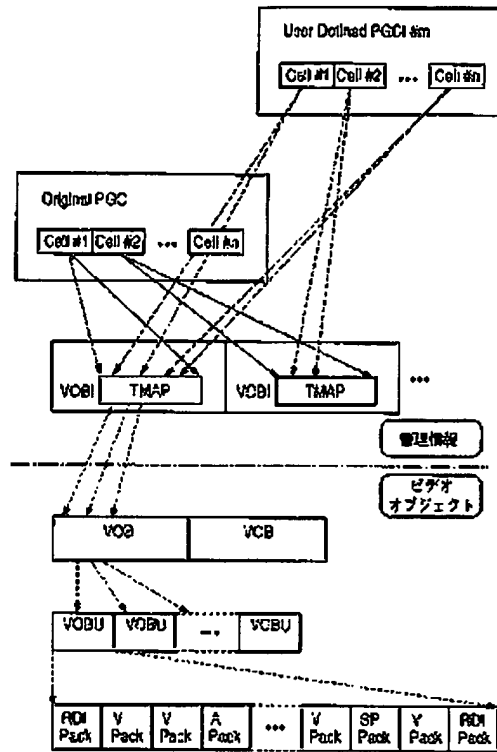 User Defined PGCI #m
Cell #1 Cell #2 ••• Cell #n
Original PGC
Cell #1 Cell #2 ••• Cell #n
VOBI TMAP VOBI TMAP •••
管理情報
ビデオ
オブジェクト
VOB VOB
VOBU VOBU ••• VOBU
RDI Pack V Pack V Pack A Pack ••• V Pack SP Pack V Pack RDI Pack